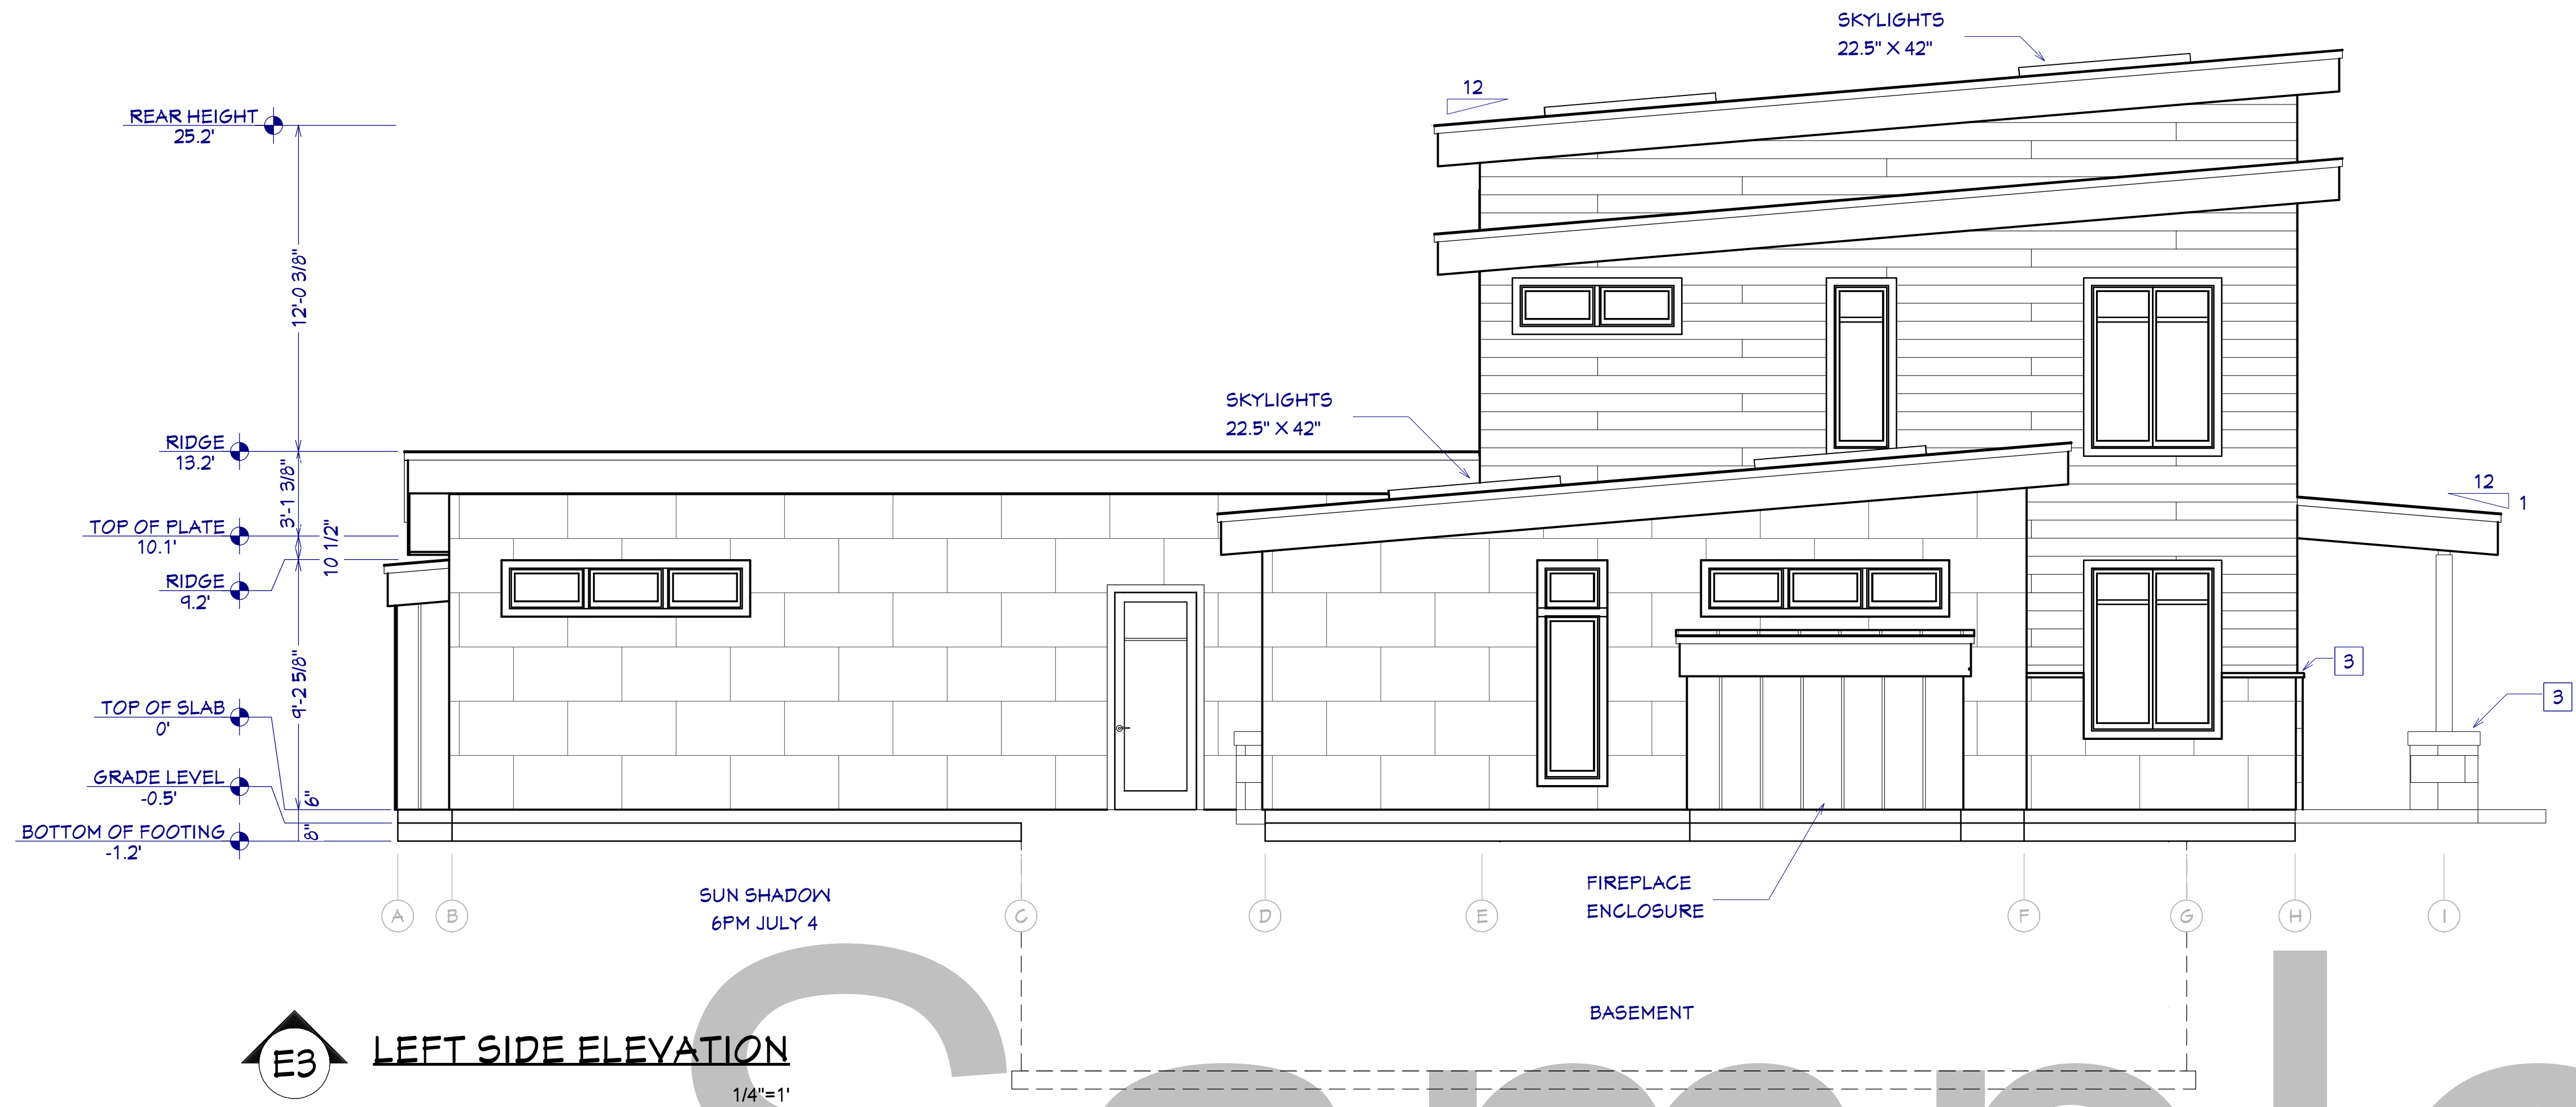 SKYLIGHTS
22.5" X 42"
12
REAR HEIGHT
25.2'
12'-0 3/8"
SKYLIGHTS
22.5" X 42"
RIDGE
13.2'
3'-1 3/8"
12
1
TOP OF PLATE
10.1'
10 1/2"
RIDGE
9.2'
9'-2 5/8"
3
3
TOP OF SLAB
0'
GRADE LEVEL
-0.5'
6"
BOTTOM OF FOOTING
-1.2'
8"
SUN SHADOW
6PM JULY 4
FIREPLACE
ENCLOSURE
A B C D E F G H I
BASEMENT
E3
LEFT SIDE ELEVATION
1/4"=1'